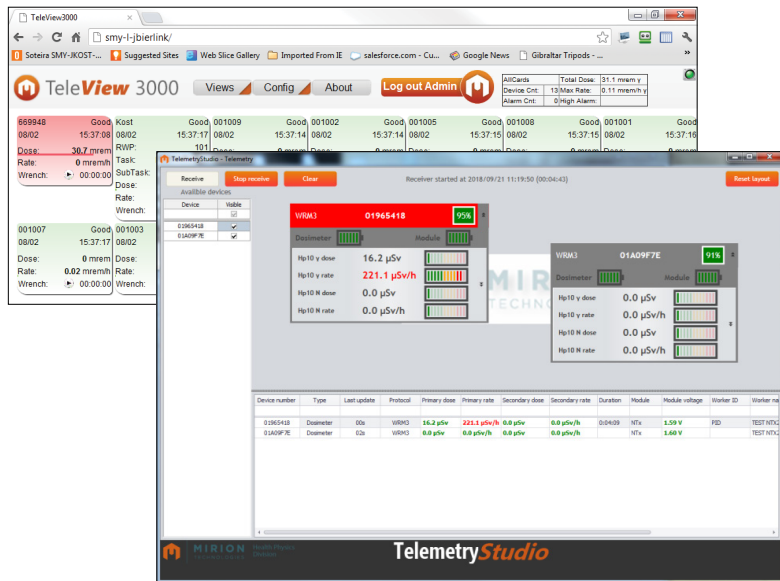 TeleView3000
smy-l-jbierlink/
Soteira SMY-JKOST-... Suggested Sites Web Slice Gallery Imported From IE salesforce.com - Cu... Google News Gibraltar Tripods - ... »
TeleView 3000 Views Config About Log out Admin
AllCards Total Dose: 31.1 mrem y
Device Cnt: 13 Max Rate: 0.11 mrem/h y
Alarm Cnt: 0 High Alarm:
669948 Good Kost Good 001009 Good 001002 Good 001005 Good 001008 Good 001001 Good
08/02 15:37:08 08/02 15:37:17 08/02 15:37:14 08/02 15:37:14 08/02 15:37:15 08/02 15:37:15 08/02 15:37:16
Dose: 30.7 mrem
Rate: 0 mrem/h
Wrench: 00:00:00
RWP: 101
Task:
SubTask:
Dose:
Rate:
Wrench:
001007 Good 001003
08/02 15:37:17 08/02
Dose: 0 mrem Dose:
Rate: 0.02 mrem/h Rate:
Wrench: 00:00:00 Wrench:
TelemetryStudio - Telemetry
Receive Stop receive Clear Receiver started at 2018/09/21 11:19:50 (00:04:43) Reset layout
Availible devices
Device Visible
01965418
01A09F7E
WRM3 01965418 95%
Dosimeter Module
Hp10 γ dose 16.2 µSv
Hp10 γ rate 221.1 µSv/h
Hp10 N dose 0.0 µSv
Hp10 N rate 0.0 µSv/h
WRM3 01A09F7E 91%
Dosimeter Module
Hp10 γ dose 0.0 µSv
Hp10 γ rate 0.0 µSv/h
Hp10 N dose 0.0 µSv
Hp10 N rate 0.0 µSv/h
Device number Type Last update Protocol Primary dose Primary rate Secondary dose Secondary rate Duration Module Module voltage Worker ID Worker na
01965418 Dosimeter 00s WRM3 16.2 µSv 221.1 µSv/h 0.0 µSv 0.0 µSv/h 0:04:09 NTx 1.59 V PID TEST NTX2
01A09F7E Dosimeter 02s WRM3 0.0 µSv 0.0 µSv/h 0.0 µSv 0.0 µSv/h NTx 1.60 V TEST NTX2
MIRION Health Physics
TECHNOLOGIES Division
TelemetryStudio